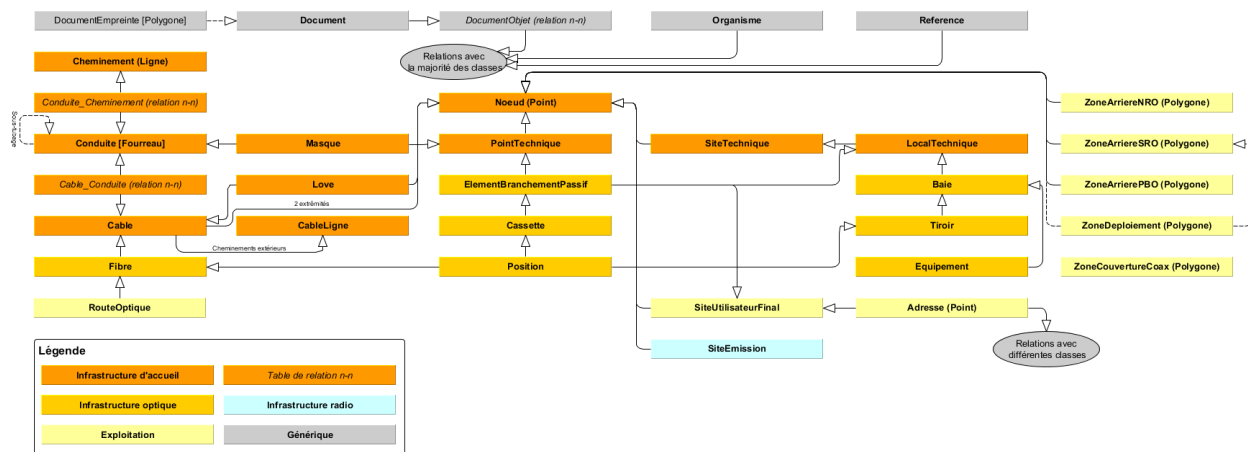 DocumentEmpreinte [Polygone]
Document
DocumentObjet (relation n-n)
Organisme
Reference
Relations avec
la majorité des classes
Cheminement (Ligne)
Conduite_Cheminement (relation n-n)
Noeud (Point)
ZoneArriereNRO (Polygone)
Sous-tubage
Conduite [Fourreau]
Masque
PointTechnique
SiteTechnique
LocalTechnique
ZoneArriereSRO (Polygone)
Cable_Conduite (relation n-n)
Love
ElementBranchementPassif
Baie
ZoneArrierePBO (Polygone)
2 extrêmités
Cable
CableLigne
Cassette
Tiroir
ZoneDeploiement (Polygone)
Cheminements extérieurs
Fibre
Position
Equipement
ZoneCouvertureCoax (Polygone)
RouteOptique
SiteUtilisateurFinal
Adresse (Point)
SiteEmission
Relations avec
différentes classes
Légende
Infrastructure d'accueil
Table de relation n-n
Infrastructure optique
Infrastructure radio
Exploitation
Générique